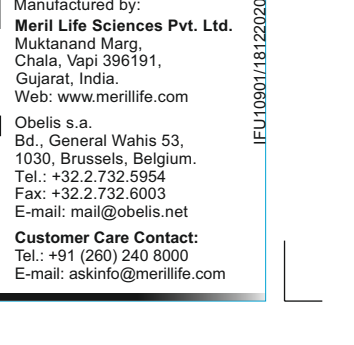 Manufactured by:
Meril Life Sciences Pvt. Ltd.
Muktanand Marg,
Chala, Vapi 396191,
Gujarat, India.
Web: www.merillife.com
Obelis s.a.
Bd., General Wahis 53,
1030, Brussels, Belgium.
Tel.: +32.2.732.5954
Fax: +32.2.732.6003
E-mail: mail@obelis.net
Customer Care Contact:
Tel.: +91 (260) 240 8000
E-mail: askinfo@merillife.com
IFU10901/18122020